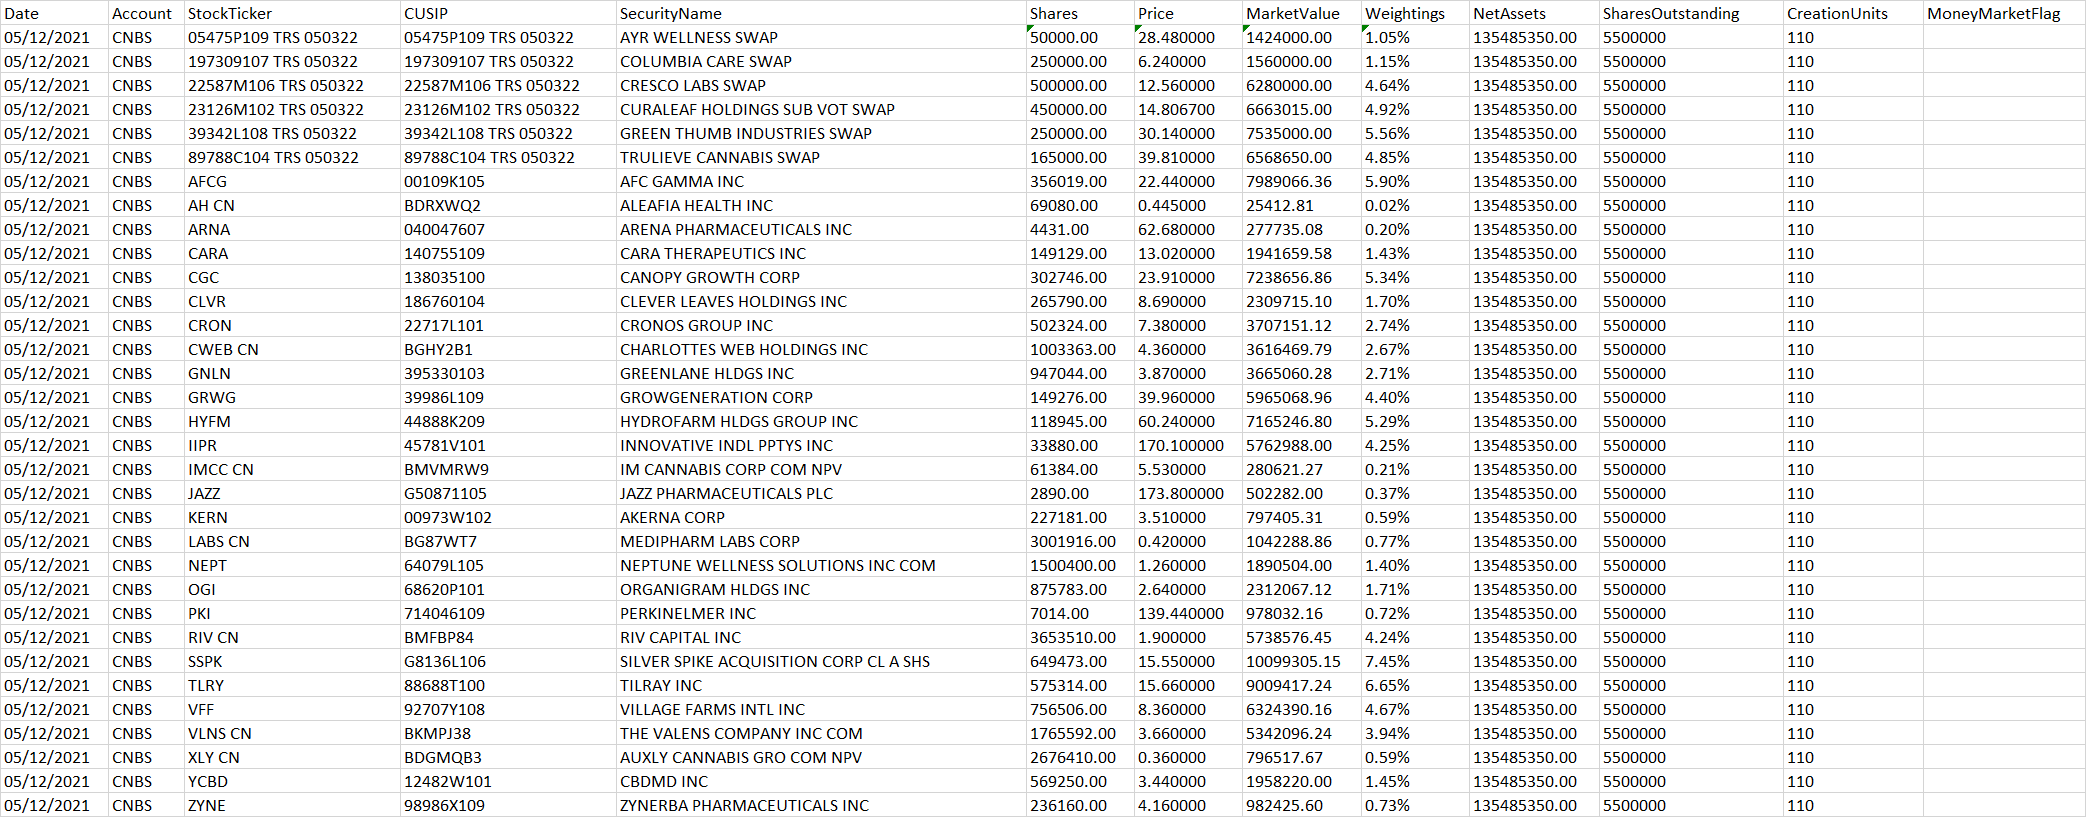 Date Account StockTicker CUSIP SecurityName Shares Price MarketValue Weightings NetAssets SharesOutstanding CreationUnits MoneyMarketFlag
05/12/2021 CNBS 05475P109 TRS 050322 05475P109 TRS 050322 AYR WELLNESS SWAP 50000.00 28.480000 1424000.00 1.05% 135485350.00 5500000 110
05/12/2021 CNBS 197309107 TRS 050322 197309107 TRS 050322 COLUMBIA CARE SWAP 250000.00 6.240000 1560000.00 1.15% 135485350.00 5500000 110
05/12/2021 CNBS 22587M106 TRS 050322 22587M106 TRS 050322 CRESCO LABS SWAP 500000.00 12.560000 6280000.00 4.64% 135485350.00 5500000 110
05/12/2021 CNBS 23126M102 TRS 050322 23126M102 TRS 050322 CURALEAF HOLDINGS SUB VOT SWAP 450000.00 14.806700 6663015.00 4.92% 135485350.00 5500000 110
05/12/2021 CNBS 39342L108 TRS 050322 39342L108 TRS 050322 GREEN THUMB INDUSTRIES SWAP 250000.00 30.140000 7535000.00 5.56% 135485350.00 5500000 110
05/12/2021 CNBS 89788C104 TRS 050322 89788C104 TRS 050322 TRULIEVE CANNABIS SWAP 165000.00 39.810000 6568650.00 4.85% 135485350.00 5500000 110
05/12/2021 CNBS AFCG 00109K105 AFC GAMMA INC 356019.00 22.440000 7989066.36 5.90% 135485350.00 5500000 110
05/12/2021 CNBS AH CN BDRXWQ2 ALEAFIA HEALTH INC 69080.00 0.445000 25412.81 0.02% 135485350.00 5500000 110
05/12/2021 CNBS ARNA 040047607 ARENA PHARMACEUTICALS INC 4431.00 62.680000 277735.08 0.20% 135485350.00 5500000 110
05/12/2021 CNBS CARA 140755109 CARA THERAPEUTICS INC 149129.00 13.020000 1941659.58 1.43% 135485350.00 5500000 110
05/12/2021 CNBS CGC 138035100 CANOPY GROWTH CORP 302746.00 23.910000 7238656.86 5.34% 135485350.00 5500000 110
05/12/2021 CNBS CLVR 186760104 CLEVER LEAVES HOLDINGS INC 265790.00 8.690000 2309715.10 1.70% 135485350.00 5500000 110
05/12/2021 CNBS CRON 22717L101 CRONOS GROUP INC 502324.00 7.380000 3707151.12 2.74% 135485350.00 5500000 110
05/12/2021 CNBS CWEB CN BGHY2B1 CHARLOTTES WEB HOLDINGS INC 1003363.00 4.360000 3616469.79 2.67% 135485350.00 5500000 110
05/12/2021 CNBS GNLN 395330103 GREENLANE HLDGS INC 947044.00 3.870000 3665060.28 2.71% 135485350.00 5500000 110
05/12/2021 CNBS GRWG 39986L109 GROWGENERATION CORP 149276.00 39.960000 5965068.96 4.40% 135485350.00 5500000 110
05/12/2021 CNBS HYFM 44888K209 HYDROFARM HLDGS GROUP INC 118945.00 60.240000 7165246.80 5.29% 135485350.00 5500000 110
05/12/2021 CNBS IIPR 45781V101 INNOVATIVE INDL PPTYS INC 33880.00 170.100000 5762988.00 4.25% 135485350.00 5500000 110
05/12/2021 CNBS IMCC CN BMVMRW9 IM CANNABIS CORP COM NPV 61384.00 5.530000 280621.27 0.21% 135485350.00 5500000 110
05/12/2021 CNBS JAZZ G50871105 JAZZ PHARMACEUTICALS PLC 2890.00 173.800000 502282.00 0.37% 135485350.00 5500000 110
05/12/2021 CNBS KERN 00973W102 AKERNA CORP 227181.00 3.510000 797405.31 0.59% 135485350.00 5500000 110
05/12/2021 CNBS LABS CN BG87WT7 MEDIPHARM LABS CORP 3001916.00 0.420000 1042288.86 0.77% 135485350.00 5500000 110
05/12/2021 CNBS NEPT 64079L105 NEPTUNE WELLNESS SOLUTIONS INC COM 1500400.00 1.260000 1890504.00 1.40% 135485350.00 5500000 110
05/12/2021 CNBS OGI 68620P101 ORGANIGRAM HLDGS INC 875783.00 2.640000 2312067.12 1.71% 135485350.00 5500000 110
05/12/2021 CNBS PKI 714046109 PERKINELMER INC 7014.00 139.440000 978032.16 0.72% 135485350.00 5500000 110
05/12/2021 CNBS RIV CN BMFBP84 RIV CAPITAL INC 3653510.00 1.900000 5738576.45 4.24% 135485350.00 5500000 110
05/12/2021 CNBS SSPK G8136L106 SILVER SPIKE ACQUISITION CORP CL A SHS 649473.00 15.550000 10099305.15 7.45% 135485350.00 5500000 110
05/12/2021 CNBS TLRY 88688T100 TILRAY INC 575314.00 15.660000 9009417.24 6.65% 135485350.00 5500000 110
05/12/2021 CNBS VFF 92707Y108 VILLAGE FARMS INTL INC 756506.00 8.360000 6324390.16 4.67% 135485350.00 5500000 110
05/12/2021 CNBS VLNS CN BKMPJ38 THE VALENS COMPANY INC COM 1765592.00 3.660000 5342096.24 3.94% 135485350.00 5500000 110
05/12/2021 CNBS XLY CN BDGMQB3 AUXLY CANNABIS GRO COM NPV 2676410.00 0.360000 796517.67 0.59% 135485350.00 5500000 110
05/12/2021 CNBS YCBD 12482W101 CBDMD INC 569250.00 3.440000 1958220.00 1.45% 135485350.00 5500000 110
05/12/2021 CNBS ZYNE 98986X109 ZYNERBA PHARMACEUTICALS INC 236160.00 4.160000 982425.60 0.73% 135485350.00 5500000 110